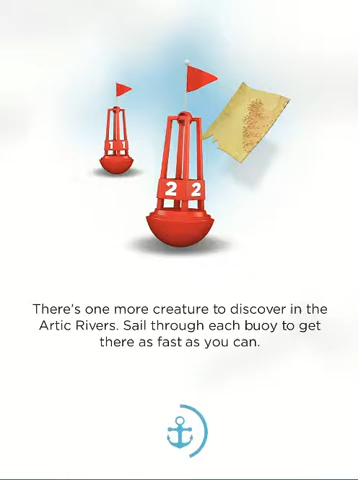 1
2 2
There's one more creature to discover in the
Artic Rivers. Sail through each buoy to get
there as fast as you can.